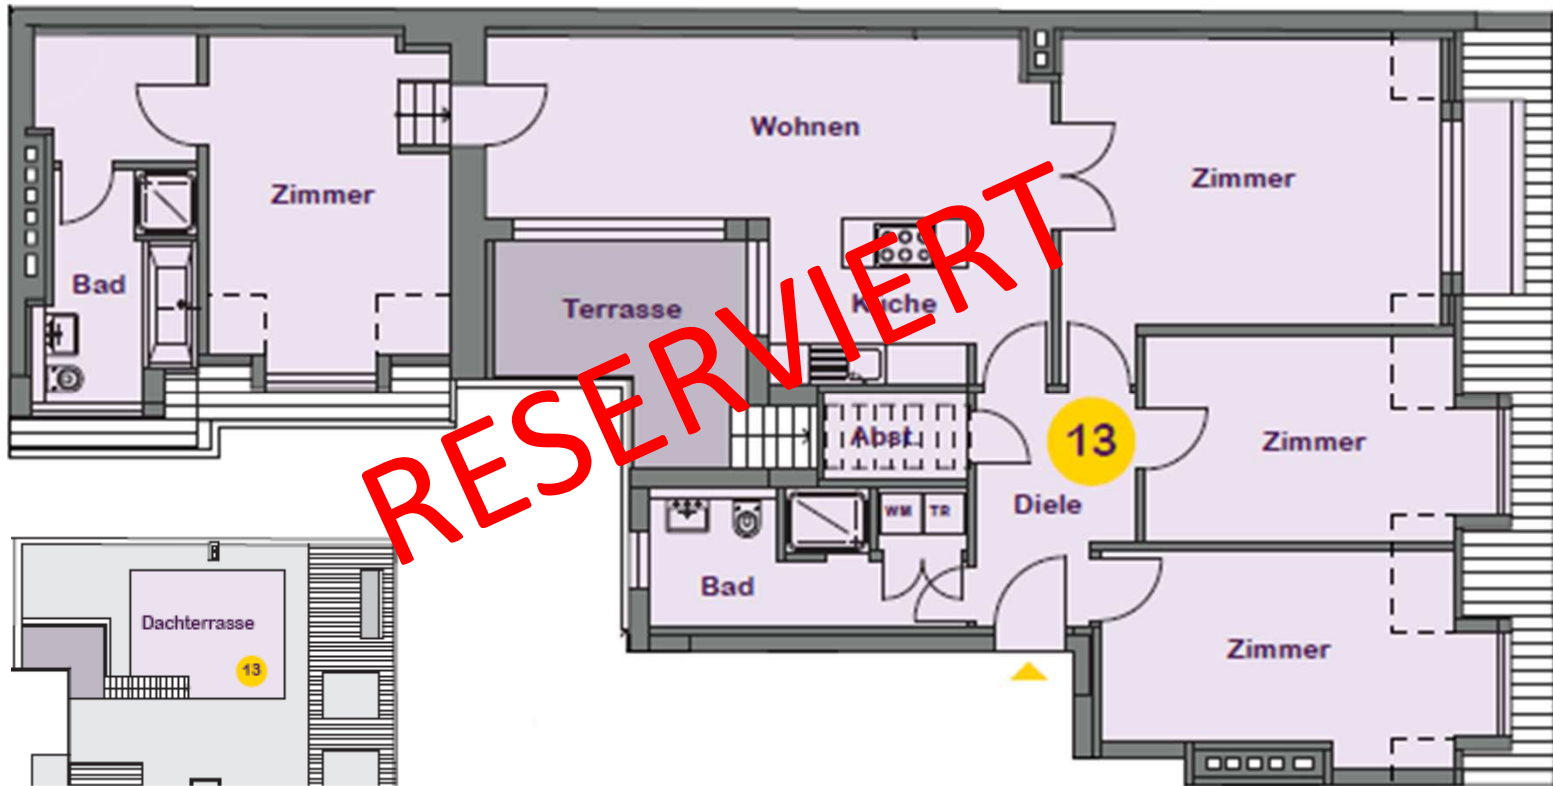 Wohnen
Zimmer
Zimmer
Bad
Terrasse
Küche
RESERVIERT
Abst.
13
Zimmer
Diele
WM
TR
Bad
Zimmer
Dachterrasse
13